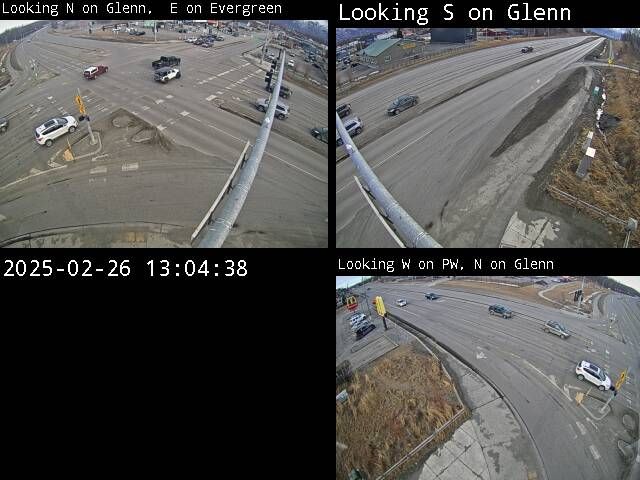 Looking N on Glenn,  E on Evergreen
Looking S on Glenn
2025-02-26 13:04:38
Looking W on PW, N on Glenn